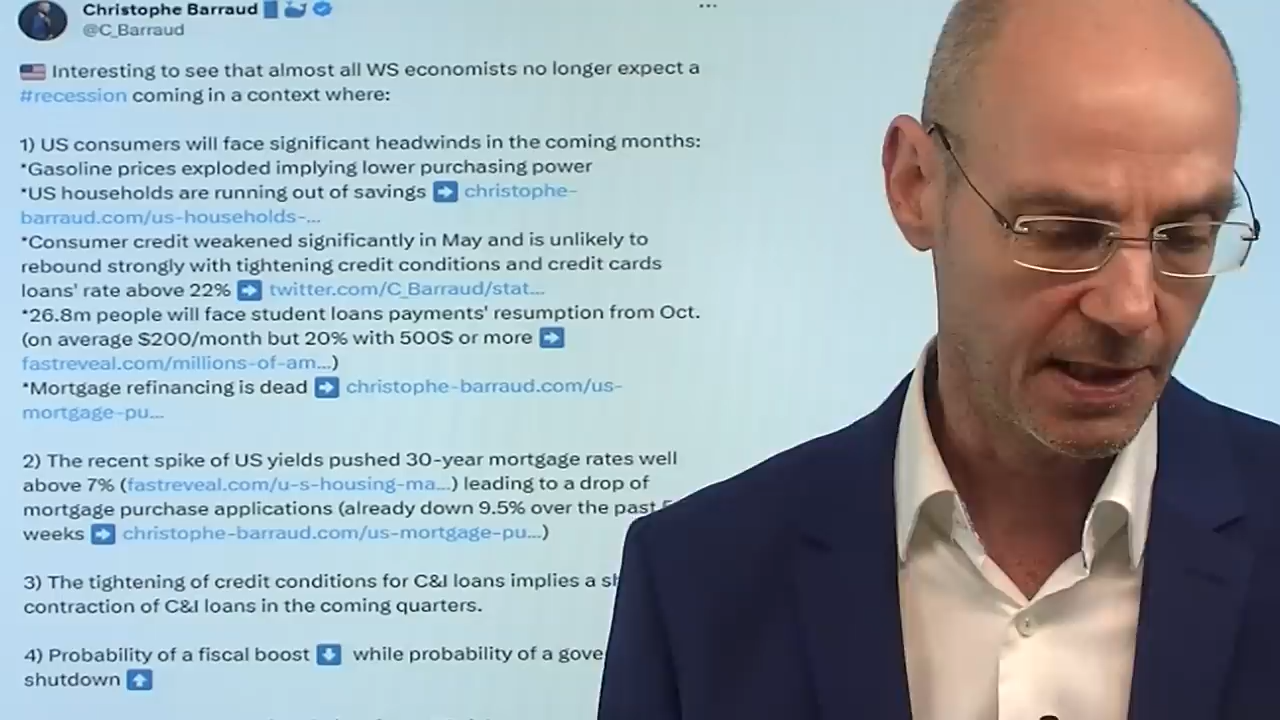 Christophe Barraud
@C_Barraud
Interesting to see that almost all WS economists no longer expect a
#recession coming in a context where:
1) US consumers will face significant headwinds in the coming months:
*Gasoline prices exploded implying lower purchasing power
*US households are running out of savings ➡️ christophe-
barraud.com/us-households-...
*Consumer credit weakened significantly in May and is unlikely to
rebound strongly with tightening credit conditions and credit cards
loans' rate above 22% ➡️ twitter.com/C_Barraud/stat...
*26.8m people will face student loans payments' resumption from Oct.
(on average $200/month but 20% with 500$ or more ➡️
fastreveal.com/millions-of-am...)
*Mortgage refinancing is dead ➡️ christophe-barraud.com/us-
mortgage-pu...
2) The recent spike of US yields pushed 30-year mortgage rates well
above 7% (fastreveal.com/u-s-housing-ma...) leading to a drop of
mortgage purchase applications (already down 9.5% over the past
weeks ➡️ christophe-barraud.com/us-mortgage-pu...)
3) The tightening of credit conditions for C&I loans implies a
contraction of C&I loans in the coming quarters.
4) Probability of a fiscal boost ⬇️ while probability of a
shutdown ⬆️